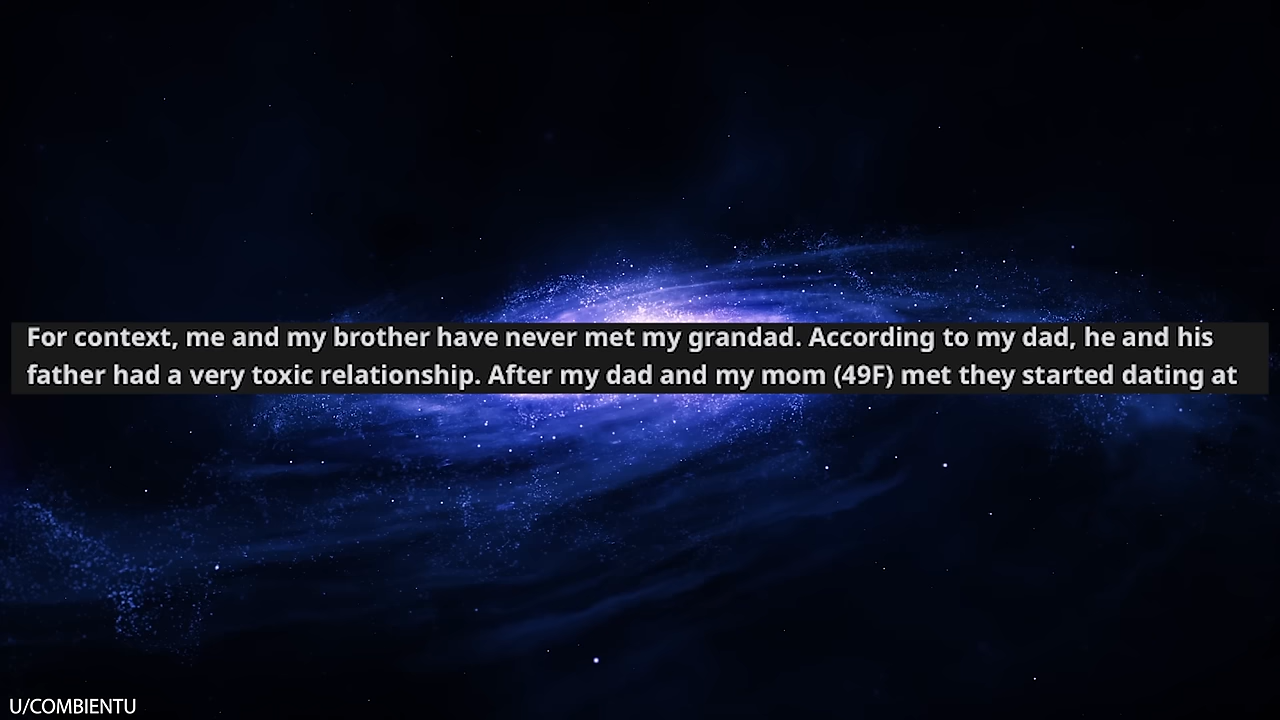 For context, me and my brother have never met my grandad. According to my dad, he and his
father had a very toxic relationship. After my dad and my mom (49F) met they started dating at
U/COMBIENTU